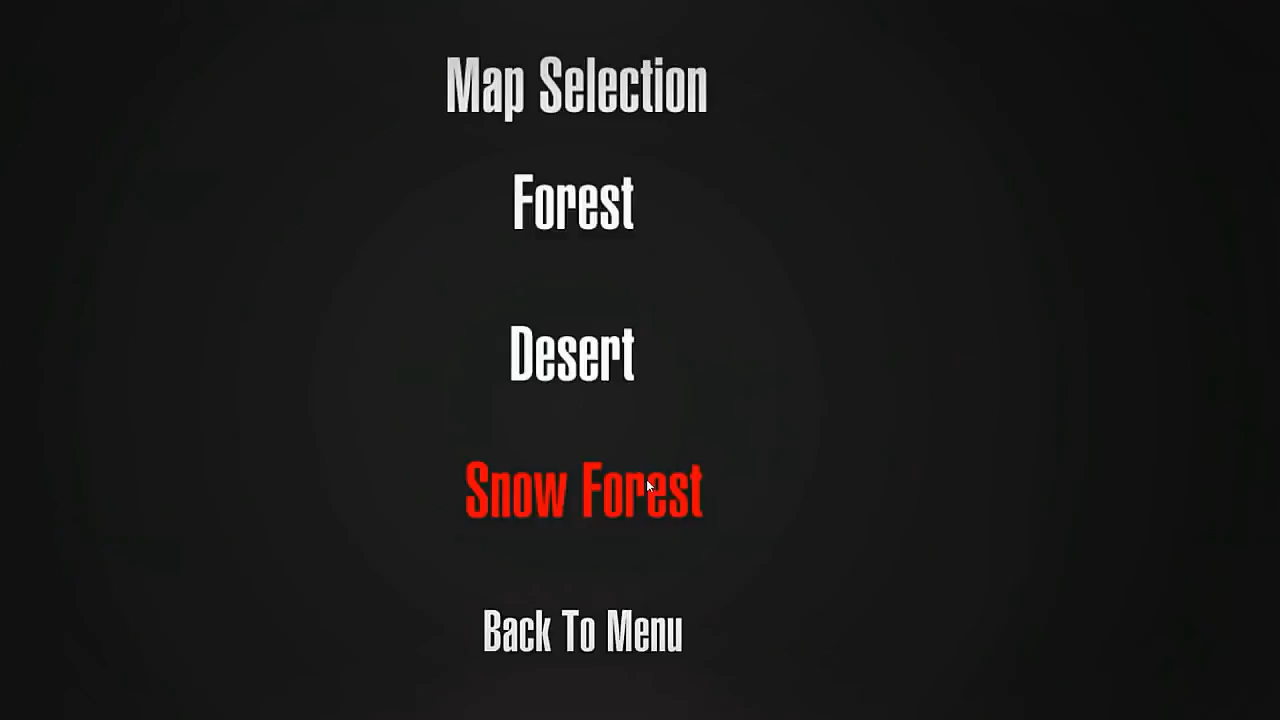 Map Selection
Forest
Desert
Snow Forest
Back To Menu